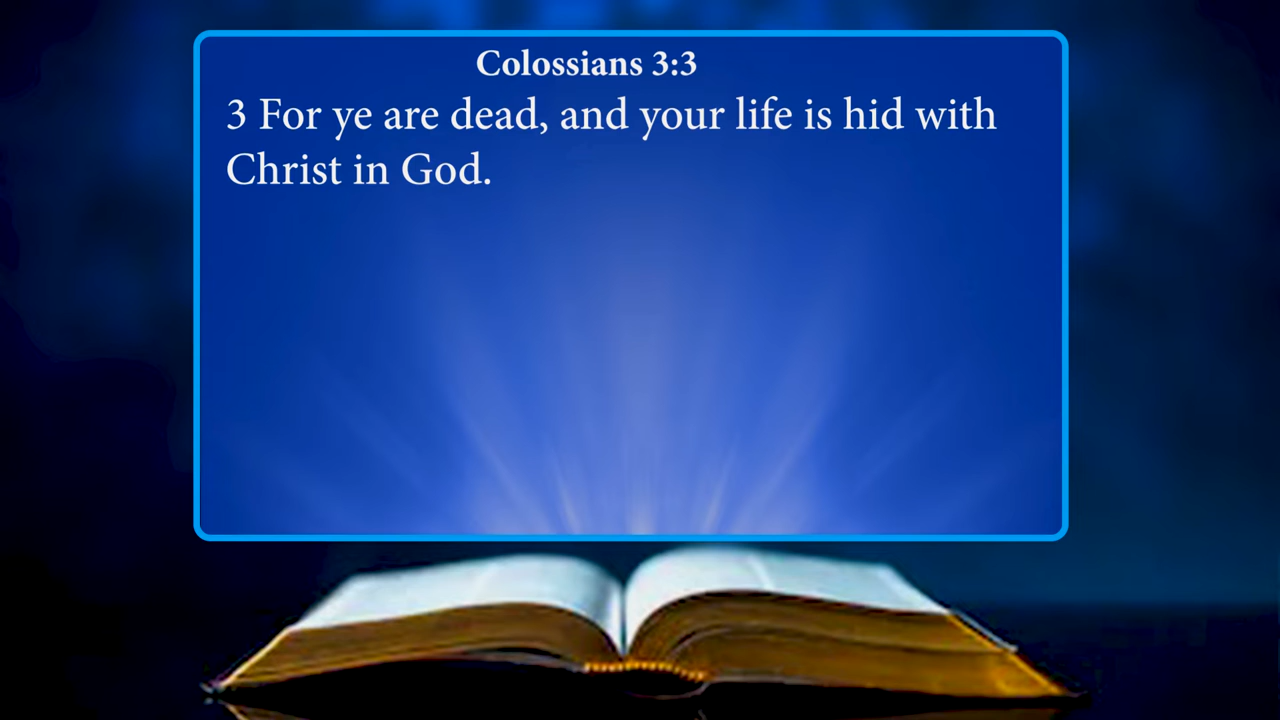 Colossians 3:3
3 For ye are dead, and your life is hid with
Christ in God.